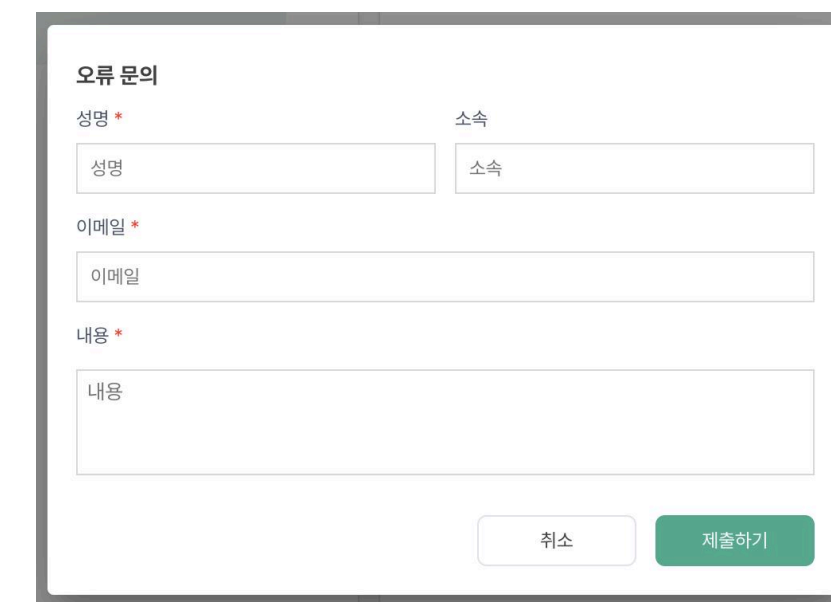 오류 문의
성명 * 소속
성명 소속
이메일 *
이메일
내용 *
내용
취소 제출하기